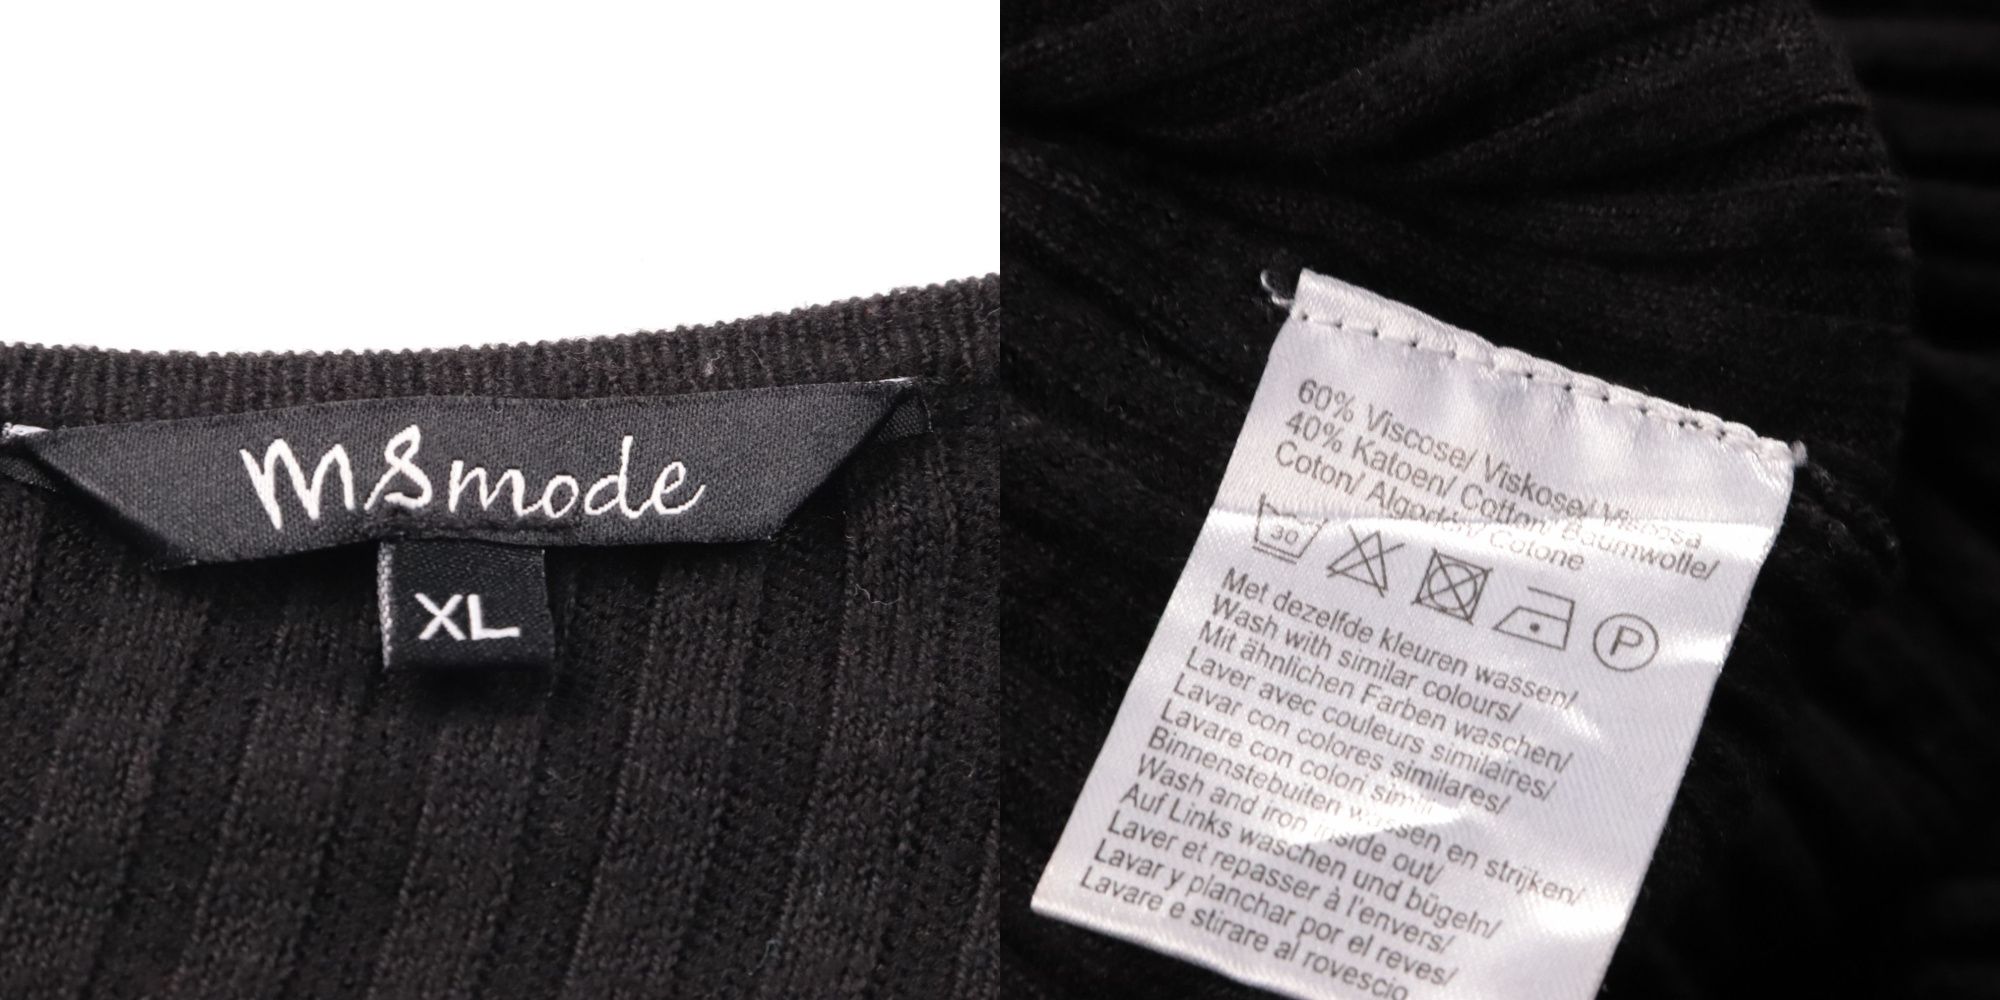 MS mode
XL
60% Viscose/ Viskose/ Viscosa
40% Katoen/ Cotton/ Baumwolle/
Coton/ Algodón/ Cotone
30
P
Met dezelfde kleuren wassen/
Wash with similar colours/
Mit ähnlichen Farben waschen/
Laver avec couleurs similaires/
Lavar con colores similares/
Lavare con colori simili/
Binnenstebuiten wassen en strijken/
Wash and iron inside out/
Auf Links waschen und bügeln/
Laver et repasser à l'envers/
Lavar y planchar por el reves/
Lavare e stirare al rovescio